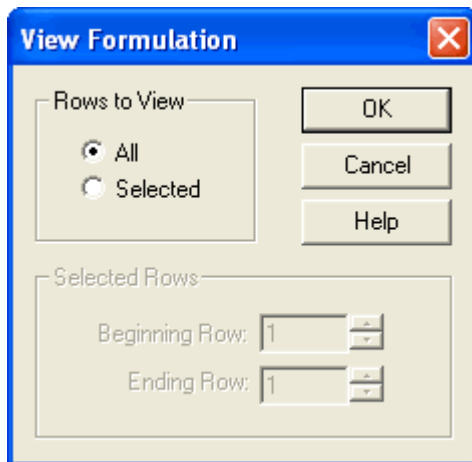 View Formulation
Rows to View
All
Selected
OK
Cancel
Help
Selected Rows
Beginning Row: 1
Ending Row: 1